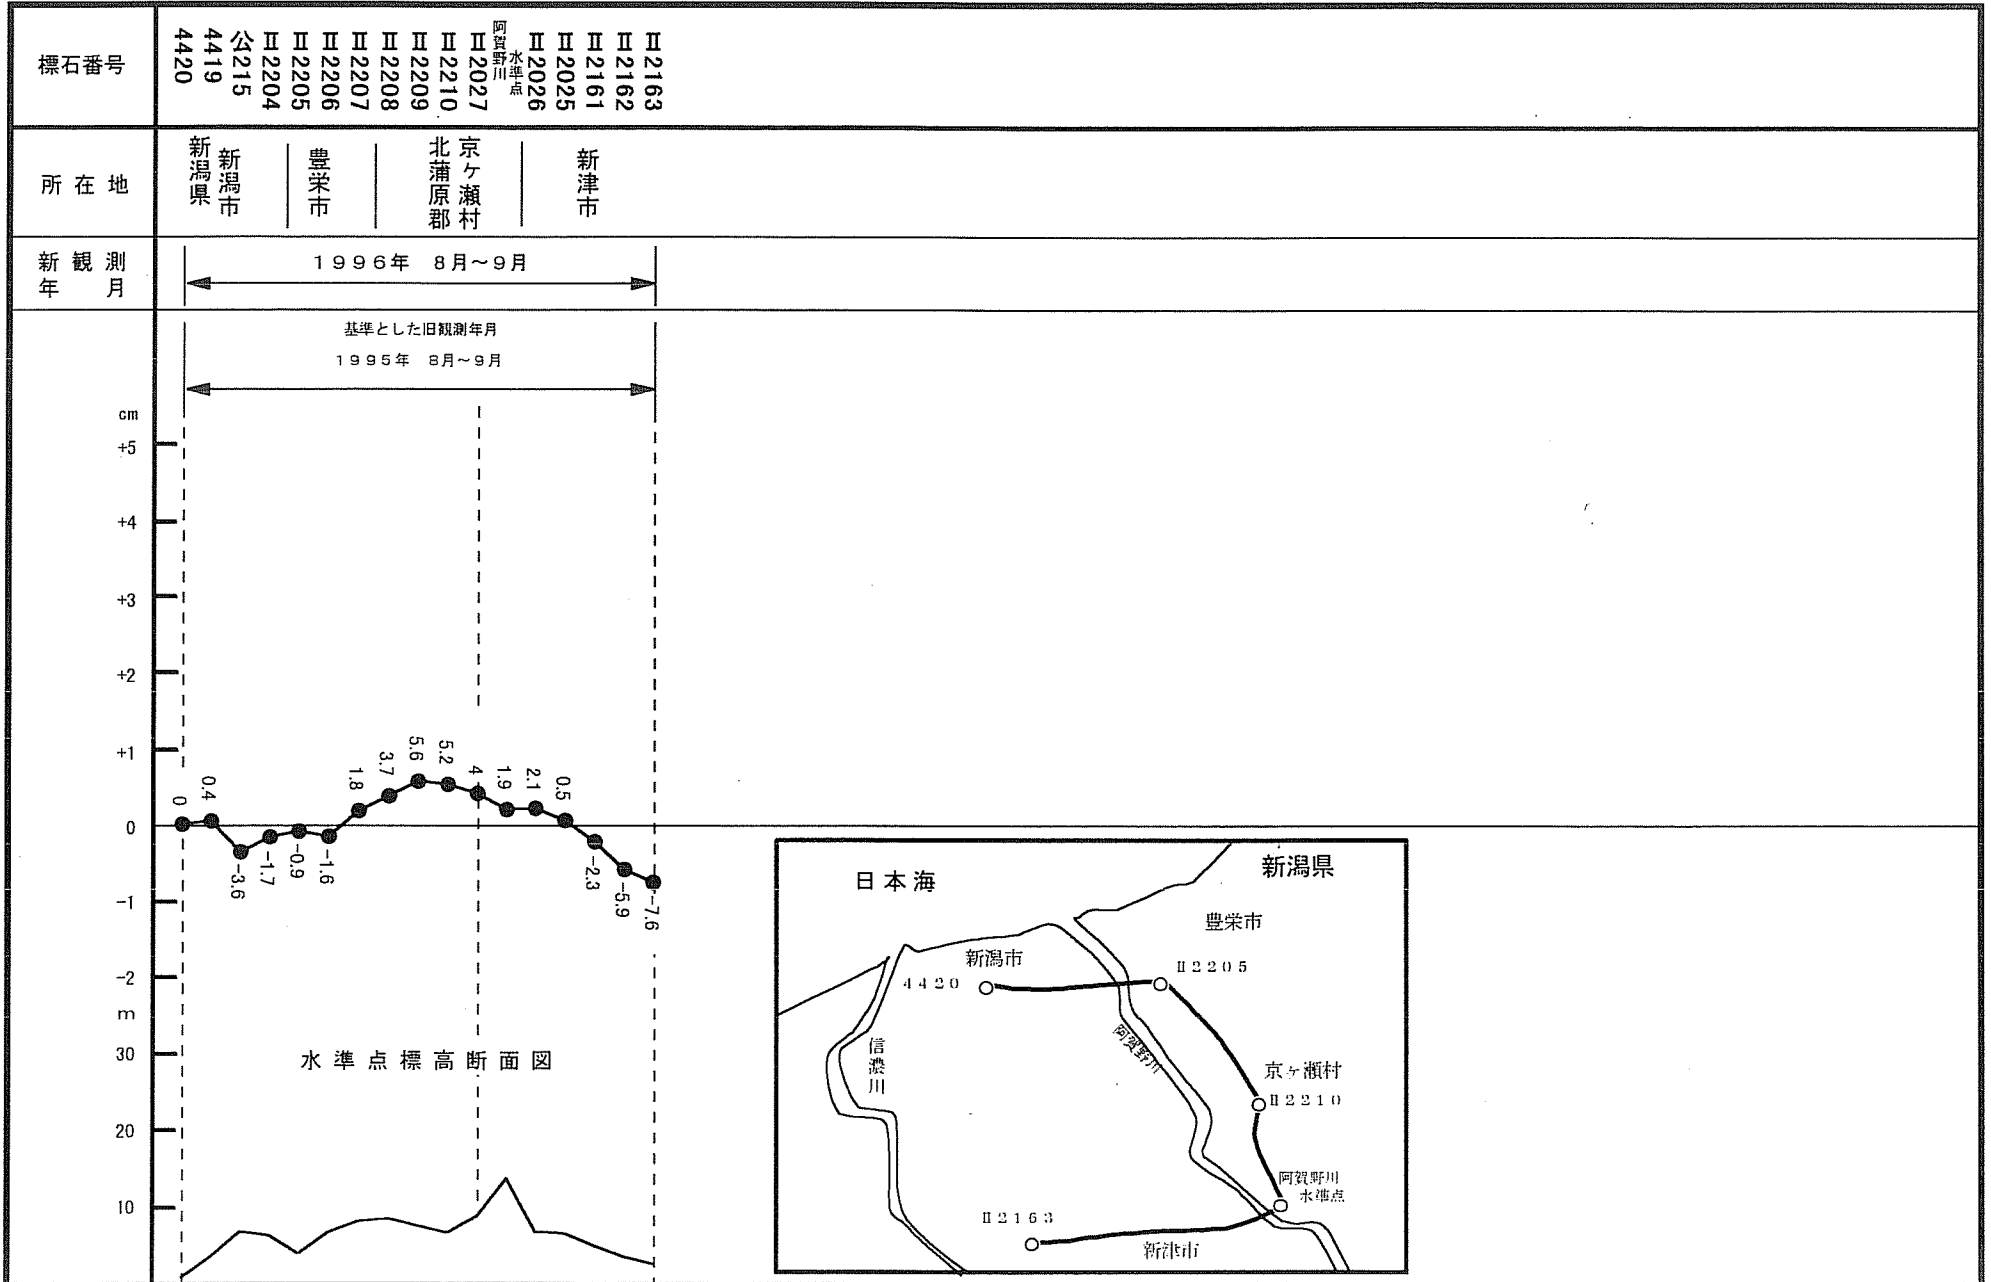 標石番号
4420
4419
公215
Ⅱ2204
Ⅱ2205
Ⅱ2206
Ⅱ2207
Ⅱ2208
Ⅱ2209
Ⅱ2210
Ⅱ2027
阿賀野川
水準点
Ⅱ2026
Ⅱ2025
Ⅱ2161
Ⅱ2162
Ⅱ2163
所在地
新潟県
新潟市
豊栄市
北蒲原郡
京ヶ瀬村
新津市
新観測
年 月
1996年 8月～9月
基準とした旧観測年月
1995年 8月～9月
cm
+5
+4
+3
+2
+1
0
-1
-2
0
0.4
-3.6
-1.7
-0.9
-1.6
1.8
3.7
5.6
5.2
4
1.9
2.1
0.5
-2.3
-5.9
-7.6
m
30
20
10
水準点標高断面図
日本海
新潟県
豊栄市
新潟市
4420
Ⅱ2205
信濃川
阿賀野川
京ヶ瀬村
Ⅱ2210
阿賀野川
水準点
Ⅱ2163
新津市